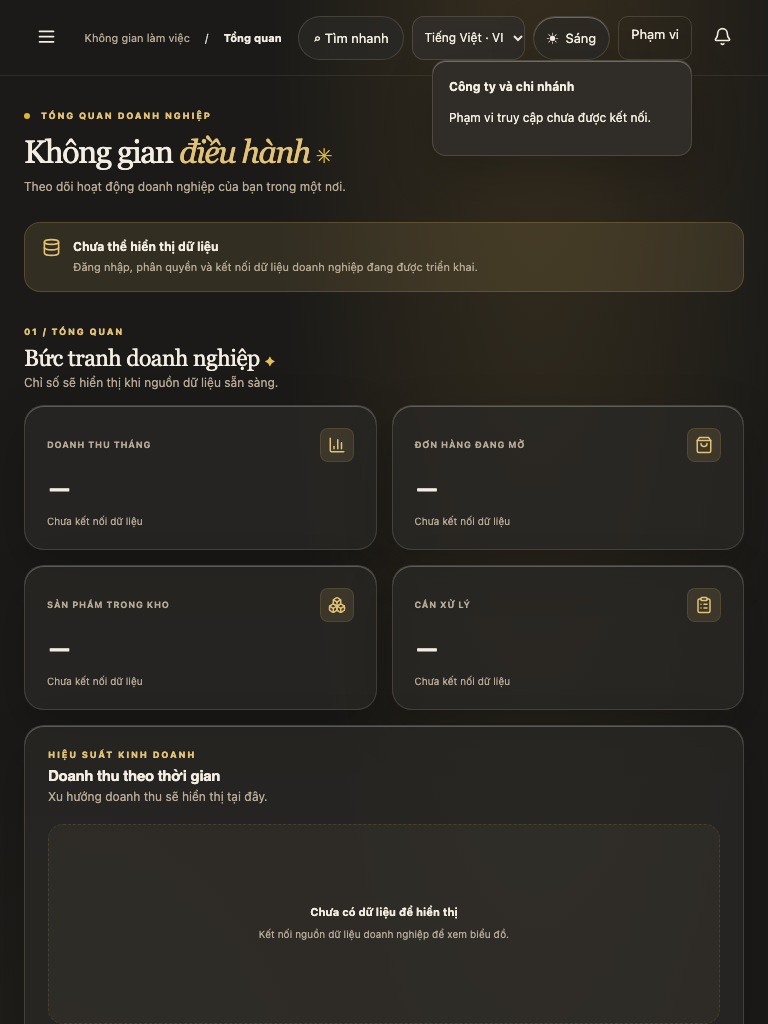 Không gian làm việc / Tổng quan
⌕ Tìm nhanh
Tiếng Việt · VI
☀ Sáng
Phạm vi
Công ty và chi nhánh
Phạm vi truy cập chưa được kết nối.
TỔNG QUAN DOANH NGHIỆP
Không gian điều hành ✳
Theo dõi hoạt động doanh nghiệp của bạn trong một nơi.
Chưa thể hiển thị dữ liệu
Đăng nhập, phân quyền và kết nối dữ liệu doanh nghiệp đang được triển khai.
01 / TỔNG QUAN
Bức tranh doanh nghiệp ✦
Chỉ số sẽ hiển thị khi nguồn dữ liệu sẵn sàng.
DOANH THU THÁNG
—
Chưa kết nối dữ liệu
ĐƠN HÀNG ĐANG MỞ
—
Chưa kết nối dữ liệu
SẢN PHẨM TRONG KHO
—
Chưa kết nối dữ liệu
CẦN XỬ LÝ
—
Chưa kết nối dữ liệu
HIỆU SUẤT KINH DOANH
Doanh thu theo thời gian
Xu hướng doanh thu sẽ hiển thị tại đây.
Chưa có dữ liệu để hiển thị
Kết nối nguồn dữ liệu doanh nghiệp để xem biểu đồ.